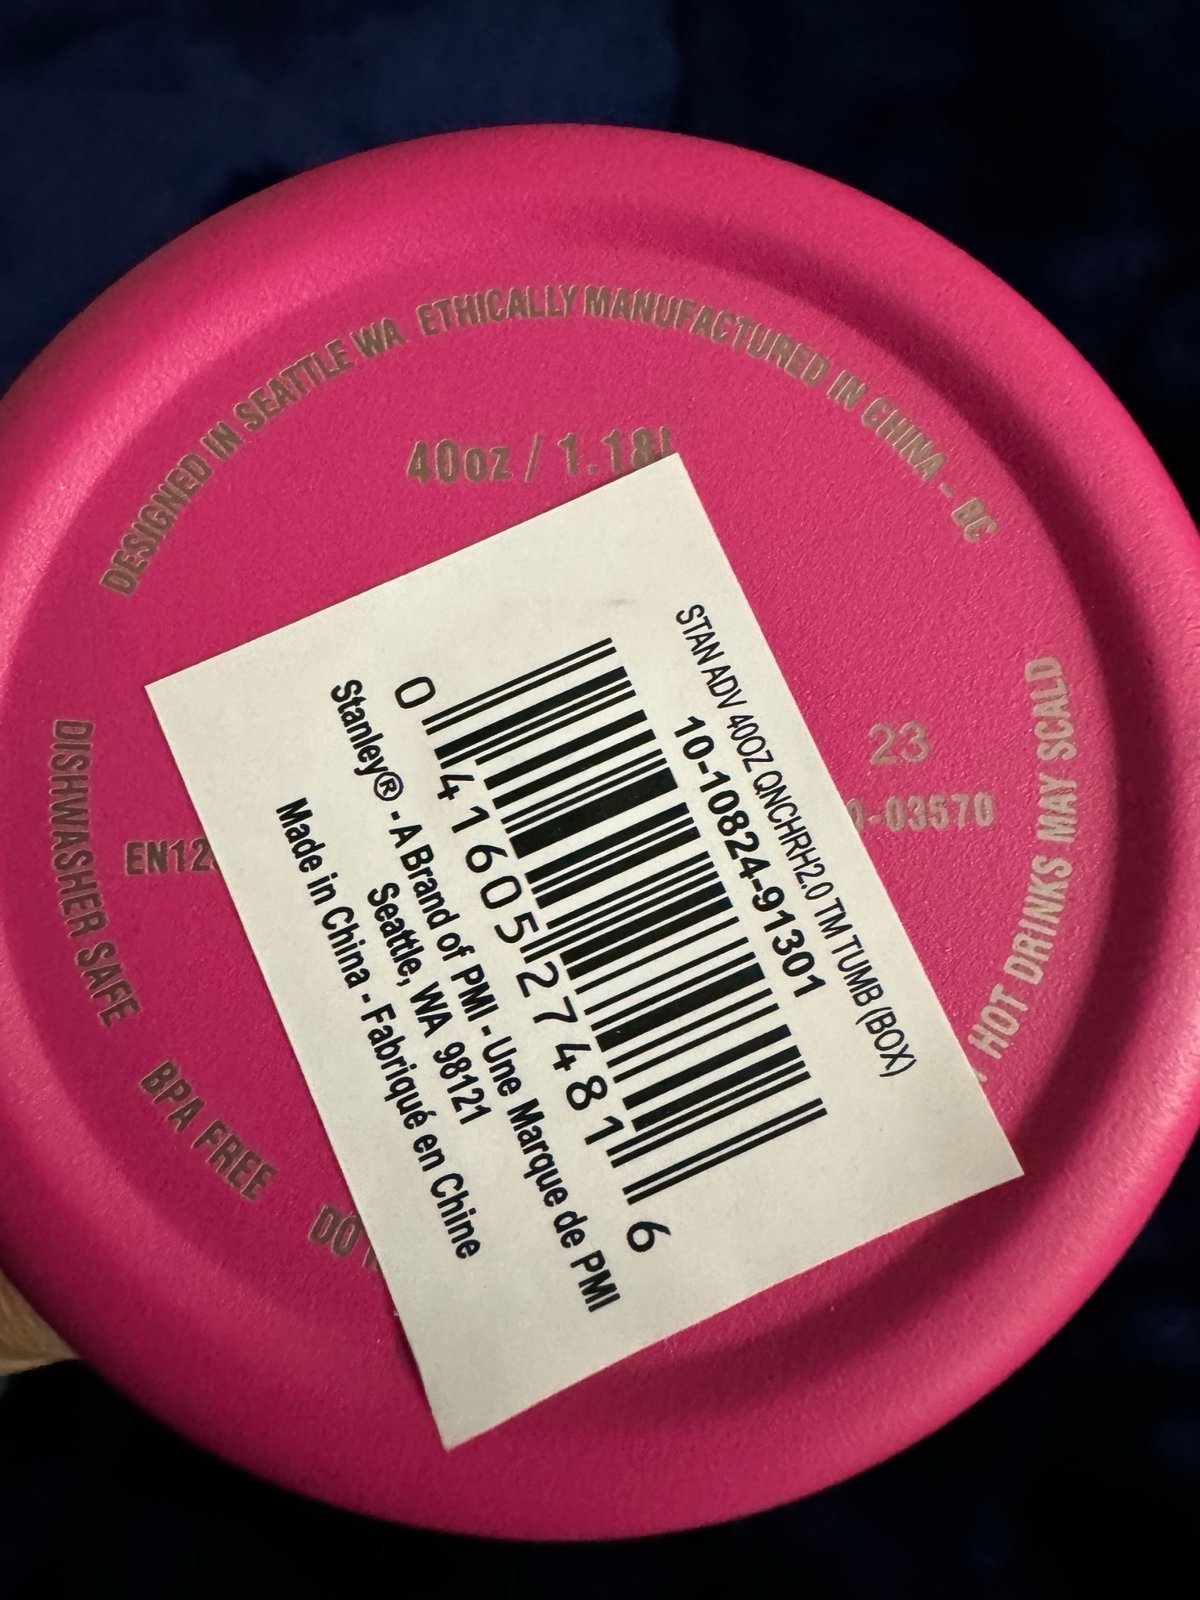 DESIGNED IN SEATTLE WA ETHICALLY MANUFACTURED IN CHINA - BC
40oz / 1.18L
23
0-03570
HOT DRINKS MAY SCALD
DISHWASHER SAFE
BPA FREE
DO
STAN ADV 40OZ QNCHRH2.0 TM TUMB (BOX)
10-10824-91301
0 41605 27481 6
Stanley® - A Brand of PMI - Une Marque de PMI
Seattle, WA 98121
Made in China - Fabriqué en Chine